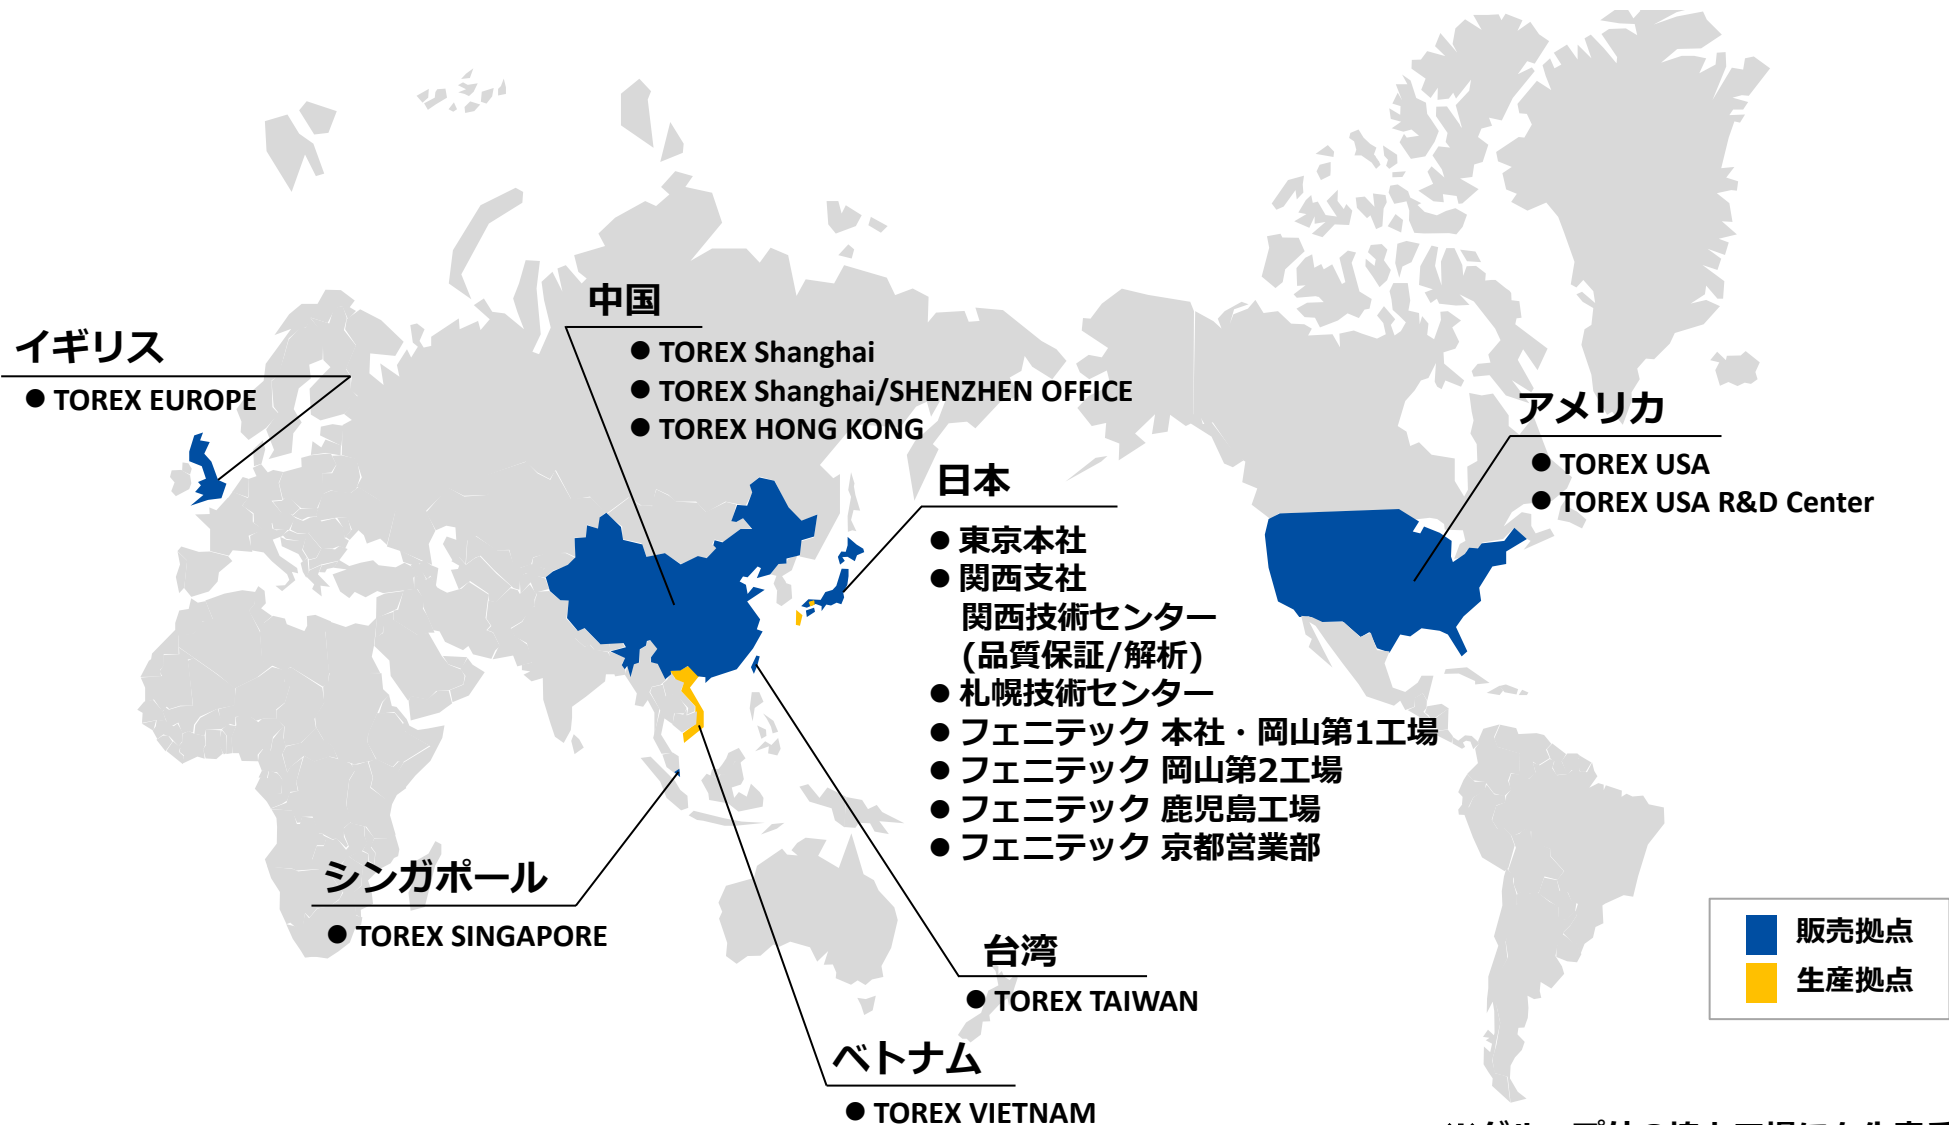 中国
● TOREX Shanghai
● TOREX Shanghai/SHENZHEN OFFICE
● TOREX HONG KONG
イギリス
● TOREX EUROPE
アメリカ
● TOREX USA
● TOREX USA R&D Center
日本
● 東京本社
● 関西支社
関西技術センター
(品質保証/解析)
● 札幌技術センター
● フェニテック 本社・岡山第1工場
● フェニテック 岡山第2工場
● フェニテック 鹿児島工場
● フェニテック 京都営業部
シンガポール
● TOREX SINGAPORE
台湾
● TOREX TAIWAN
ベトナム
● TOREX VIETNAM
販売拠点
生産拠点